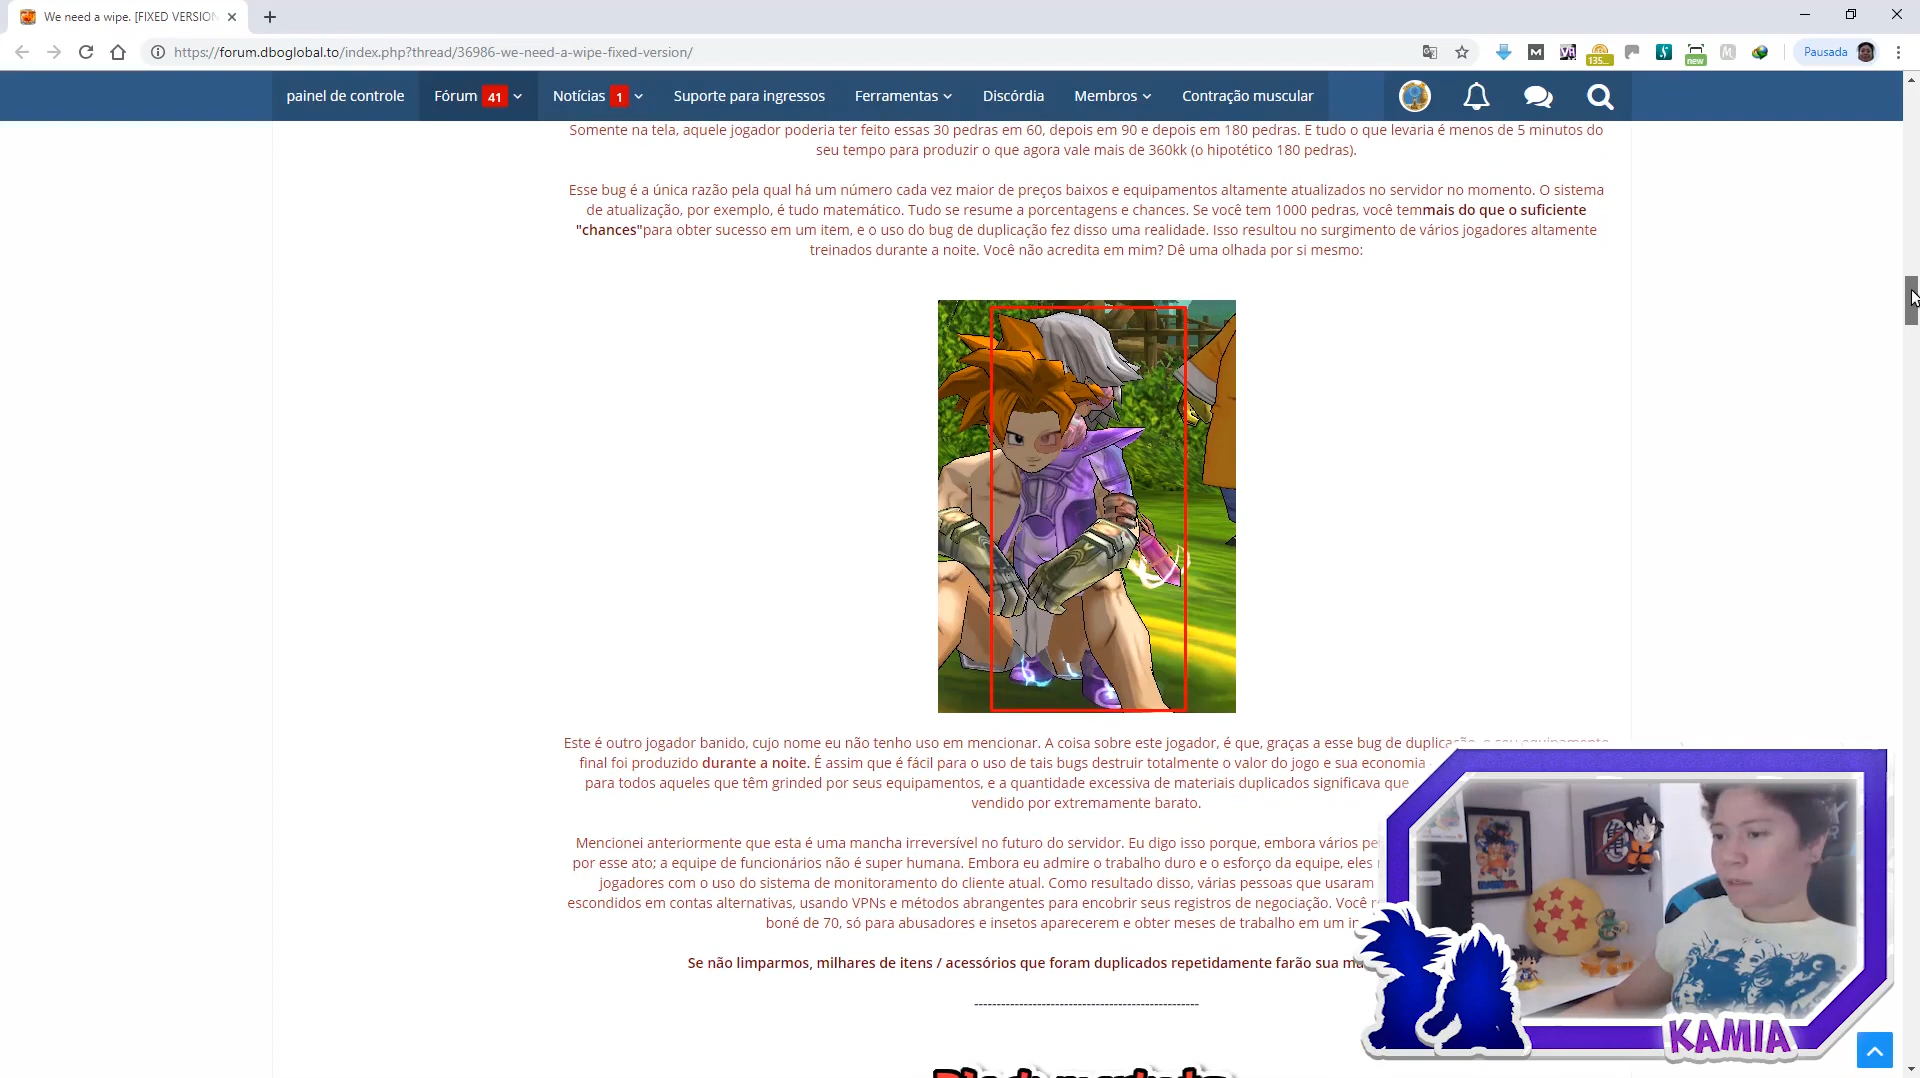 We need a wipe. [FIXED VERSION
https://forum.dboglobal.to/index.php?thread/36986-we-need-a-wipe-fixed-version/
135...
new
Pausada
painel de controle
Fórum 41
Notícias 1
Suporte para ingressos
Ferramentas
Discórdia
Membros
Contração muscular
Somente na tela, aquele jogador poderia ter feito essas 30 pedras em 60, depois em 90 e depois em 180 pedras. E tudo o que levaria é menos de 5 minutos do
seu tempo para produzir o que agora vale mais de 360kk (o hipotético 180 pedras).
Esse bug é a única razão pela qual há um número cada vez maior de preços baixos e equipamentos altamente atualizados no servidor no momento. O sistema
de atualização, por exemplo, é tudo matemático. Tudo se resume a porcentagens e chances. Se você tem 1000 pedras, você temmais do que o suficiente
"chances"para obter sucesso em um item, e o uso do bug de duplicação fez disso uma realidade. Isso resultou no surgimento de vários jogadores altamente
treinados durante a noite. Você não acredita em mim? Dê uma olhada por si mesmo:
Este é outro jogador banido, cujo nome eu não tenho uso em mencionar. A coisa sobre este jogador, é que, graças a esse bug de duplicação, o seu equipamento
final foi produzido durante a noite. É assim que é fácil para o uso de tais bugs destruir totalmente o valor do jogo e sua economia
para todos aqueles que têm grinded por seus equipamentos, e a quantidade excessiva de materiais duplicados significava que
vendido por extremamente barato.
Mencionei anteriormente que esta é uma mancha irreversível no futuro do servidor. Eu digo isso porque, embora vários
por esse ato; a equipe de funcionários não é super humana. Embora eu admire o trabalho duro e o esforço da equipe, eles
jogadores com o uso do sistema de monitoramento do cliente atual. Como resultado disso, várias pessoas que usaram
escondidos em contas alternativas, usando VPNs e métodos abrangentes para encobrir seus registros de negociação. Você
boné de 70, só para abusadores e insetos aparecerem e obter meses de trabalho em um
Se não limparmos, milhares de itens / acessórios que foram duplicados repetidamente farão sua
--------------------------------------------------
KAMIA